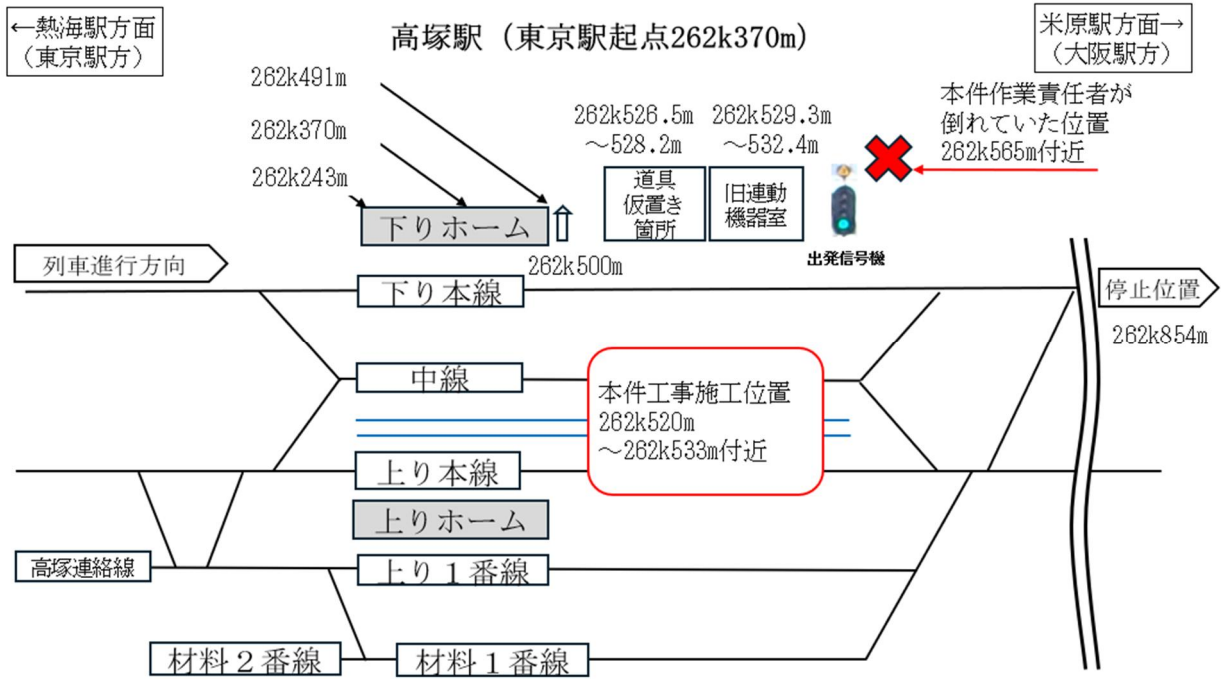 ←熱海駅方面
(東京駅方)
高塚駅（東京駅起点262k370m）
米原駅方面→
(大阪駅方)
262k491m
262k370m
262k243m
262k526.5m
～528.2m
262k529.3m
～532.4m
本件作業責任者が
倒れていた位置
262k565m付近
道具
仮置き
箇所
旧連動
機器室
下りホーム
262k500m
出発信号機
列車進行方向
下り本線
停止位置
262k854m
中線
本件工事施工位置
262k520m
～262k533m付近
上り本線
上りホーム
高塚連絡線
上り１番線
材料２番線
材料１番線